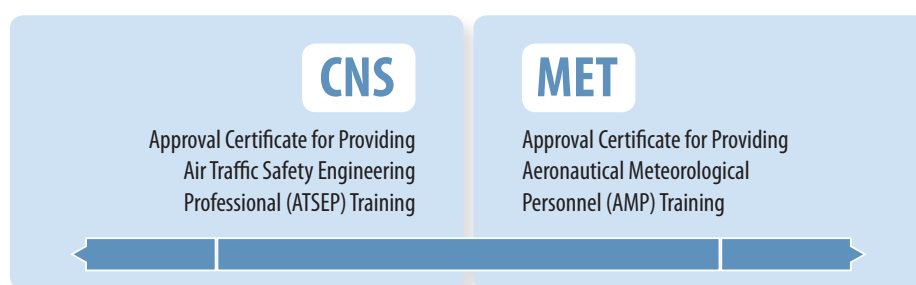 CNS
Approval Certificate for Providing
Air Traffic Safety Engineering
Professional (ATSEP) Training
MET
Approval Certificate for Providing
Aeronautical Meteorological
Personnel (AMP) Training